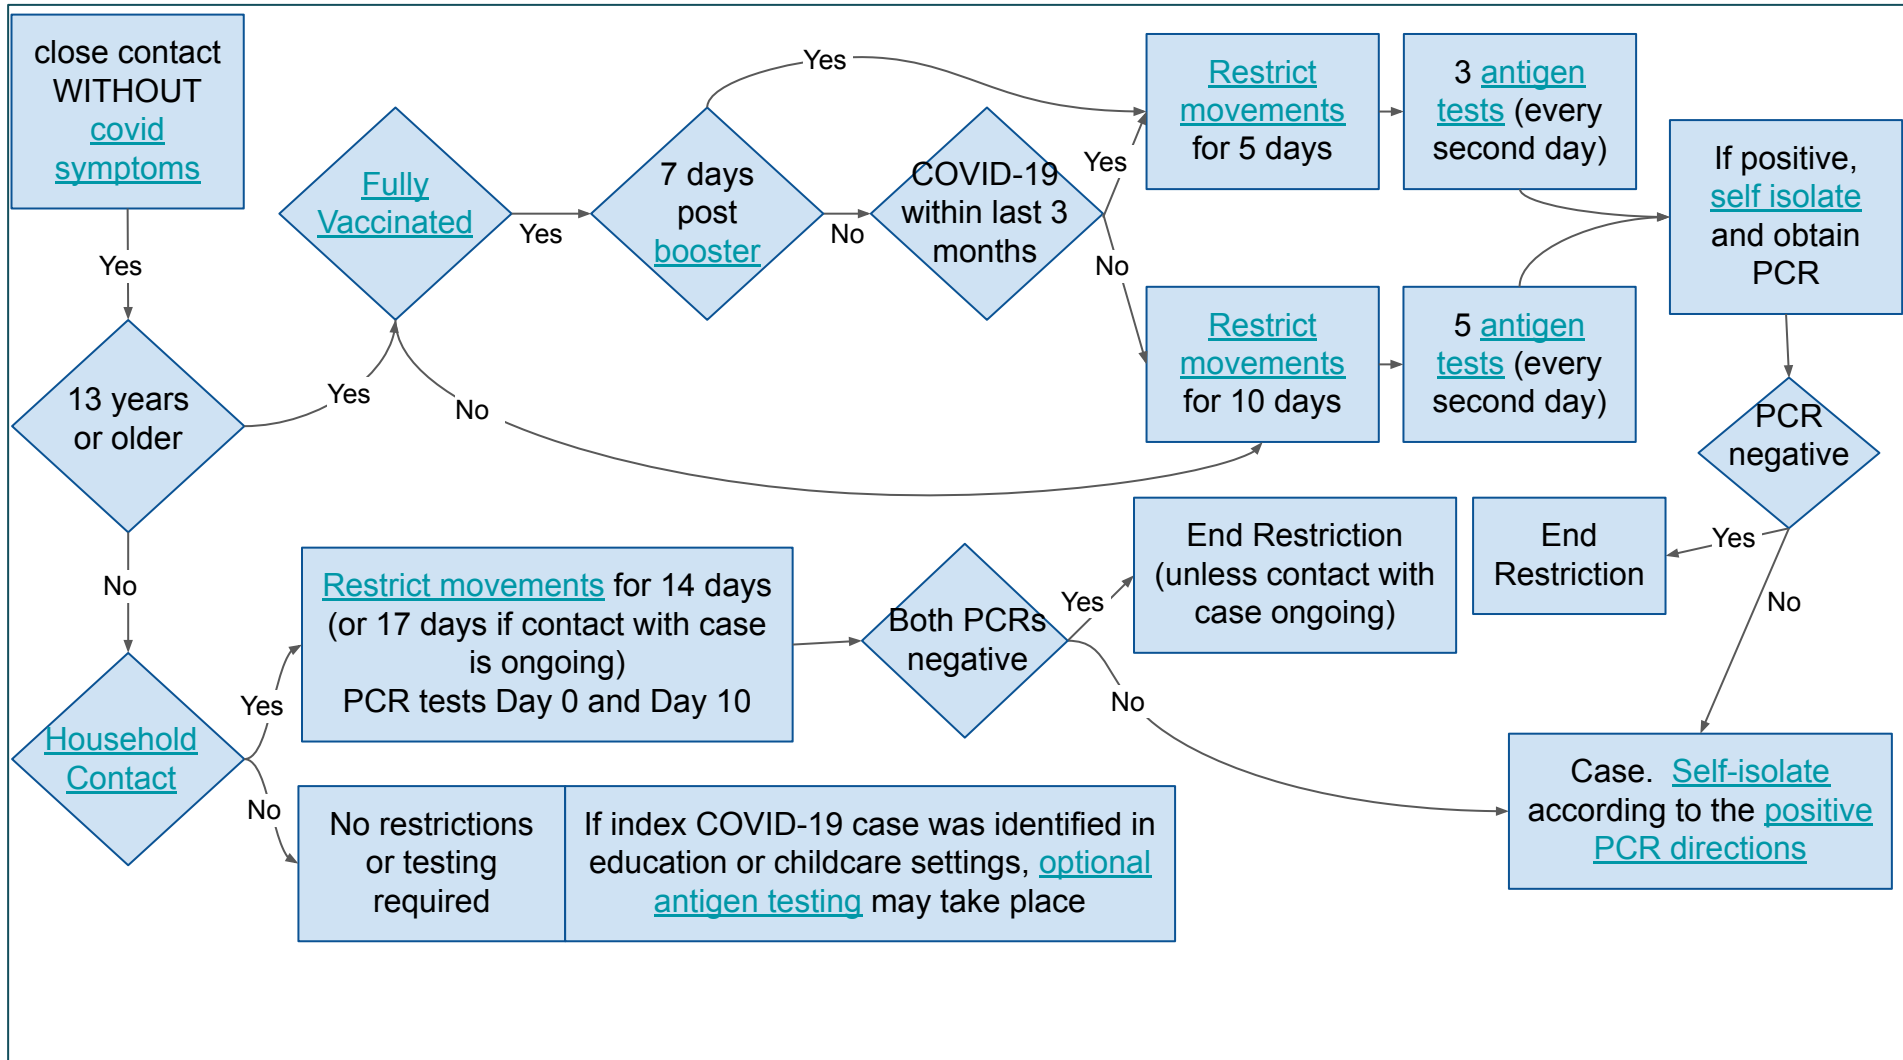 close contact
WITHOUT
covid
symptoms
Yes
13 years
or older
Yes
No
Fully
Vaccinated
Yes
No
7 days
post
booster
Yes
No
COVID-19
within last 3
months
Yes
No
Restrict
movements
for 5 days
3 antigen
tests (every
second day)
Restrict
movements
for 10 days
5 antigen
tests (every
second day)
If positive,
self isolate
and obtain
PCR
PCR
negative
Yes
No
End
Restriction
Household
Contact
Yes
No
Restrict movements for 14 days
(or 17 days if contact with case
is ongoing)
PCR tests Day 0 and Day 10
Both PCRs
negative
Yes
No
End Restriction
(unless contact with
case ongoing)
Case.  Self-isolate
according to the positive
PCR directions
No restrictions
or testing
required
If index COVID-19 case was identified in
education or childcare settings, optional
antigen testing may take place